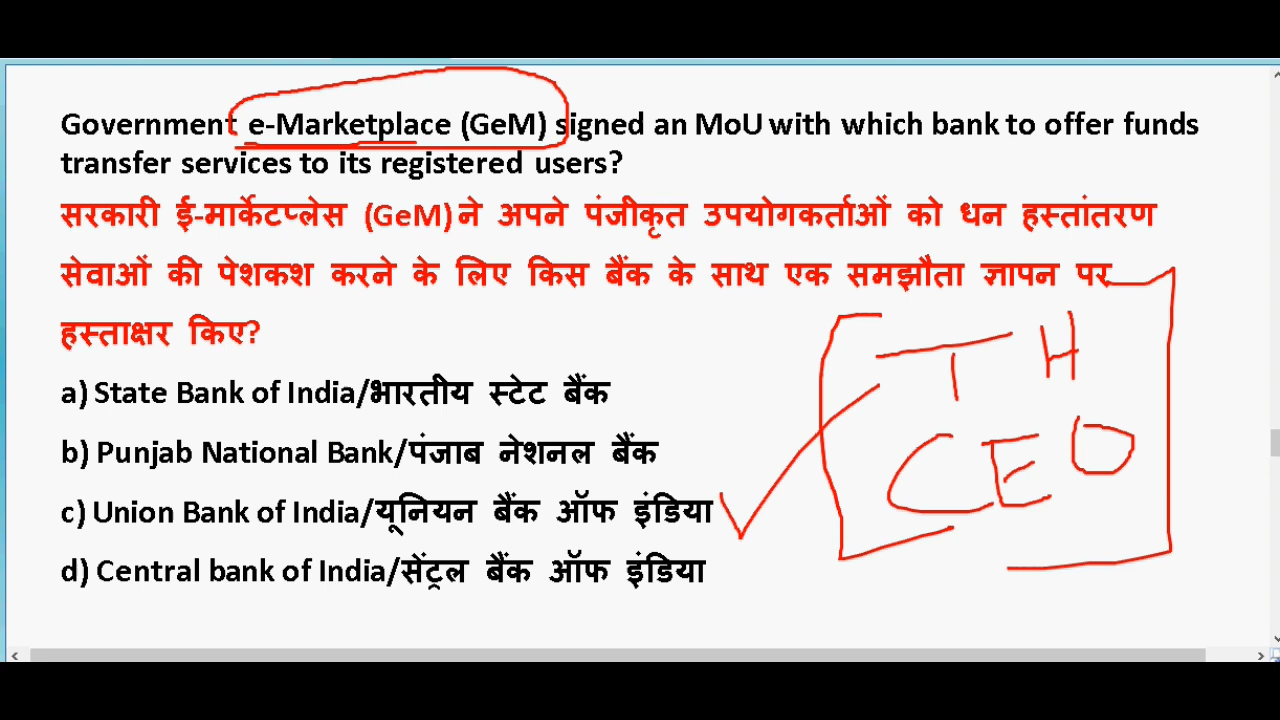 Government e-Marketplace (GeM) signed an MoU with which bank to offer funds
transfer services to its registered users?
सरकारी ई-मार्केटप्लेस (GeM) ने अपने पंजीकृत उपयोगकर्ताओं को धन हस्तांतरण
सेवाओं की पेशकश करने के लिए किस बैंक के साथ एक समझौता ज्ञापन पर
हस्ताक्षर किए?
a) State Bank of India/भारतीय स्टेट बैंक
b) Punjab National Bank/पंजाब नेशनल बैंक
c) Union Bank of India/यूनियन बैंक ऑफ इंडिया
d) Central bank of India/सेंट्रल बैंक ऑफ इंडिया
T H
CEO